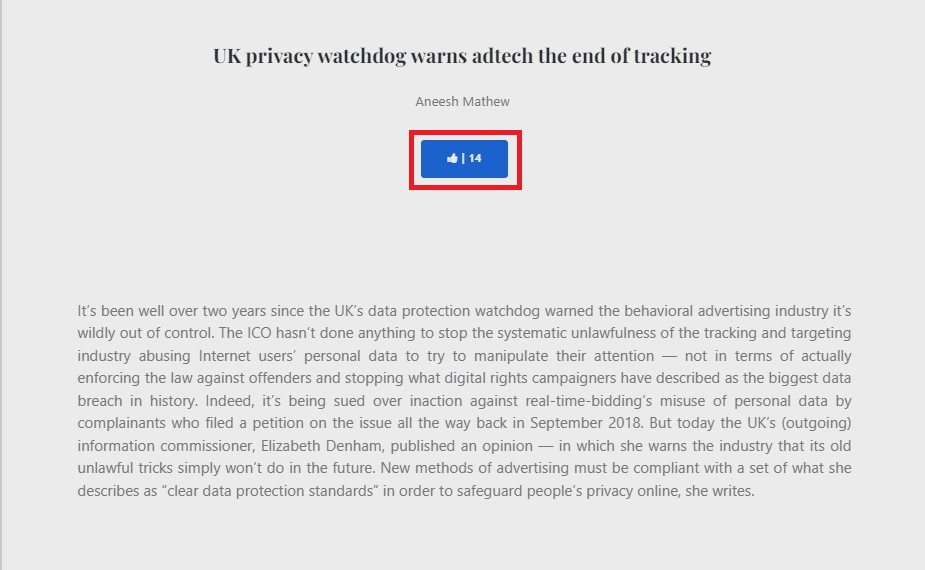 UK privacy watchdog warns adtech the end of tracking
Aneesh Mathew
| 14
It’s been well over two years since the UK’s data protection watchdog warned the behavioral advertising industry it’s
wildly out of control. The ICO hasn’t done anything to stop the systematic unlawfulness of the tracking and targeting
industry abusing Internet users’ personal data to try to manipulate their attention — not in terms of actually
enforcing the law against offenders and stopping what digital rights campaigners have described as the biggest data
breach in history. Indeed, it’s being sued over inaction against real-time-bidding’s misuse of personal data by
complainants who filed a petition on the issue all the way back in September 2018. But today the UK’s (outgoing)
information commissioner, Elizabeth Denham, published an opinion — in which she warns the industry that its old
unlawful tricks simply won’t do in the future. New methods of advertising must be compliant with a set of what she
describes as “clear data protection standards” in order to safeguard people’s privacy online, she writes.